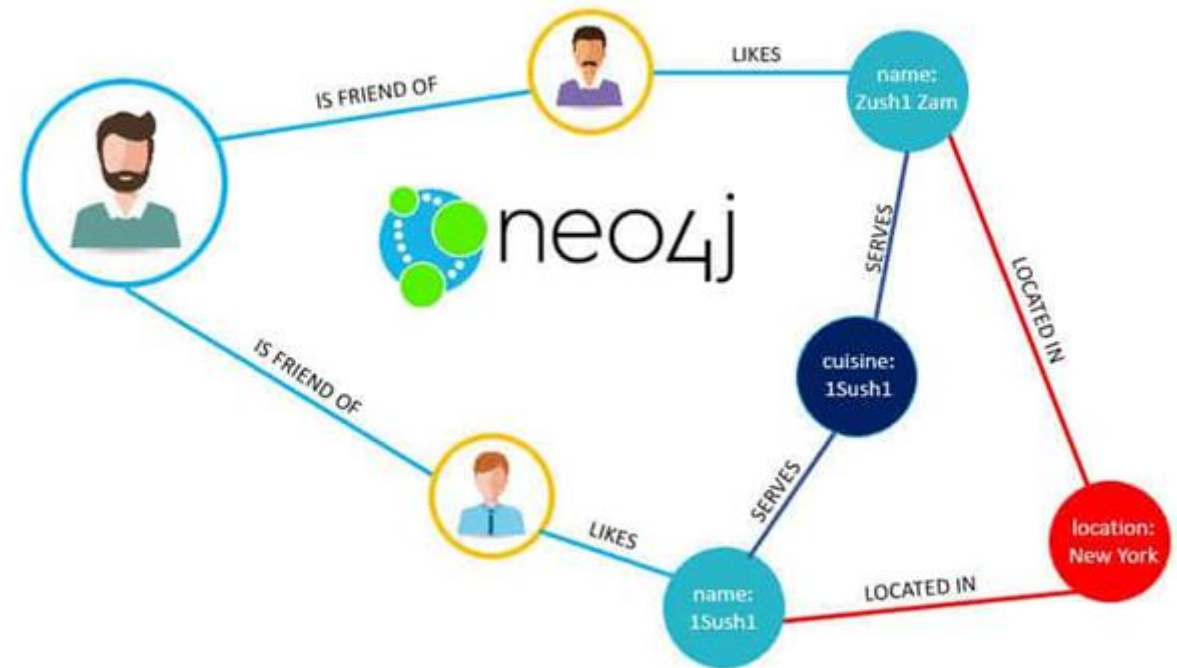 IS FRIEND OF
LIKES
name:
Zush1 Zam
neo4j
SERVES
LOCATED IN
cuisine:
1Sush1
IS FRIEND OF
SERVES
LIKES
location:
New York
LOCATED IN
name:
1Sush1